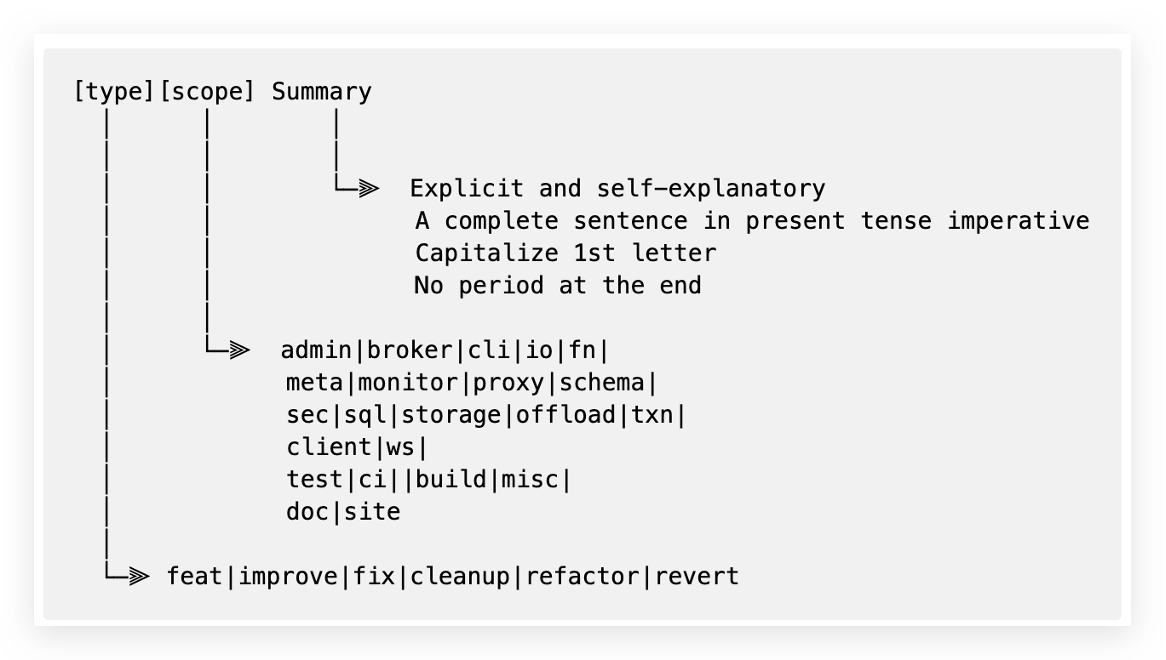 [type][scope] Summary
Explicit and self-explanatory
A complete sentence in present tense imperative
Capitalize 1st letter
No period at the end
admin|broker|cli|io|fn|
meta|monitor|proxy|schema|
sec|sql|storage|offload|txn|
client|ws|
test|ci||build|misc|
doc|site
feat|improve|fix|cleanup|refactor|revert